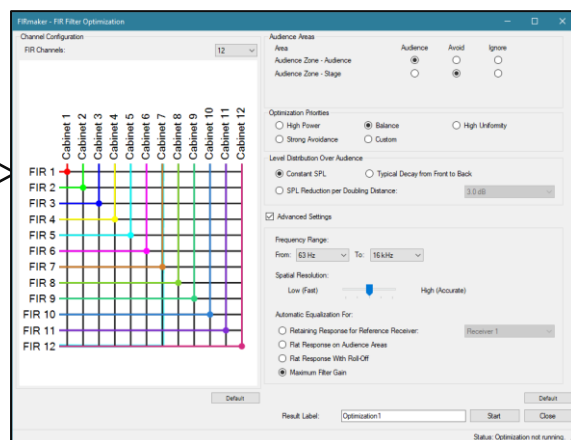 FIRmaker - FIR Filter Optimization
Channel Configuration
FIR Channels:
12
Cabinet 1
Cabinet 2
Cabinet 3
Cabinet 4
Cabinet 5
Cabinet 6
Cabinet 7
Cabinet 8
Cabinet 9
Cabinet 10
Cabinet 11
Cabinet 12
FIR 1
FIR 2
FIR 3
FIR 4
FIR 5
FIR 6
FIR 7
FIR 8
FIR 9
FIR 10
FIR 11
FIR 12
Default
Audience Areas
Area Audience Avoid Ignore
Audience Zone - Audience
Audience Zone - Stage
Optimization Priorities
High Power Balance High Uniformity
Strong Avoidance Custom
Level Distribution Over Audience
Constant SPL Typical Decay from Front to Back
SPL Reduction per Doubling Distance: 3.0 dB
Advanced Settings
Frequency Range:
From: 63 Hz To: 16 kHz
Spatial Resolution:
Low (Fast) High (Accurate)
Automatic Equalization For:
Retaining Response for Reference Receiver: Receiver 1
Flat Response on Audience Areas
Flat Response With Roll-Off
Maximum Filter Gain
Default
Result Label: Optimization1 Start Close
Status: Optimization not running.